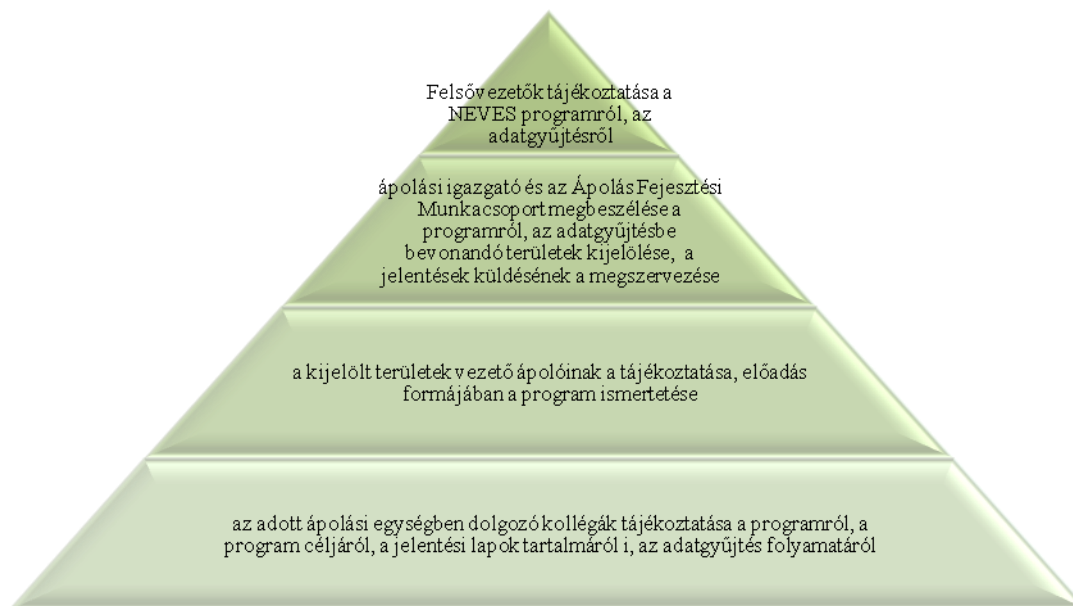 Felsővezetők tájékoztatása a
NEVES programról, az
adatgyűjtésről
ápolási igazgató és az Ápolás Fejesztési
Munkacsoport megbeszélése a
programról, az adatgyűjtésbe
bevonandó területek kijelölése, a
jelentések küldésének a megszervezése
a kijelölt területek vezető ápolóinak a tájékoztatása, előadás
formájában a program ismertetése
az adott ápolási egységben dolgozó kollégák tájékoztatása a programról, a
program céljáról, a jelentési lapok tartalmáról i, az adatgyűjtés folyamatáról